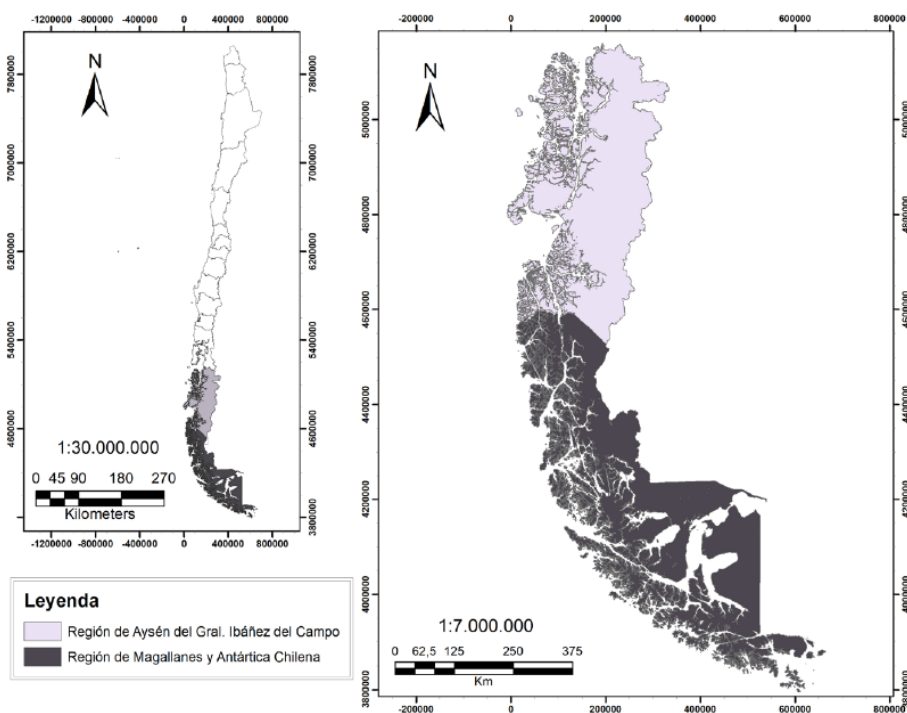 -1200000 -800000 -400000 0 400000 800000
-200000 0 200000 400000 600000 800000
N
N
7800000
7800000
7000000
7000000
6200000
6200000
5400000
5400000
4600000
4600000
3800000
3800000
5000000
5000000
4800000
4800000
4600000
4600000
4400000
4400000
4200000
4200000
4000000
4000000
3800000
3800000
1:30.000.000
0 45 90 180 270
Kilometers
-1200000 -800000 -400000 0 400000 800000
Leyenda
Región de Aysén del Gral. Ibáñez del Campo
Región de Magallanes y Antártica Chilena
1:7.000.000
0 62,5 125 250 375
Km
-200000 0 200000 400000 600000 800000